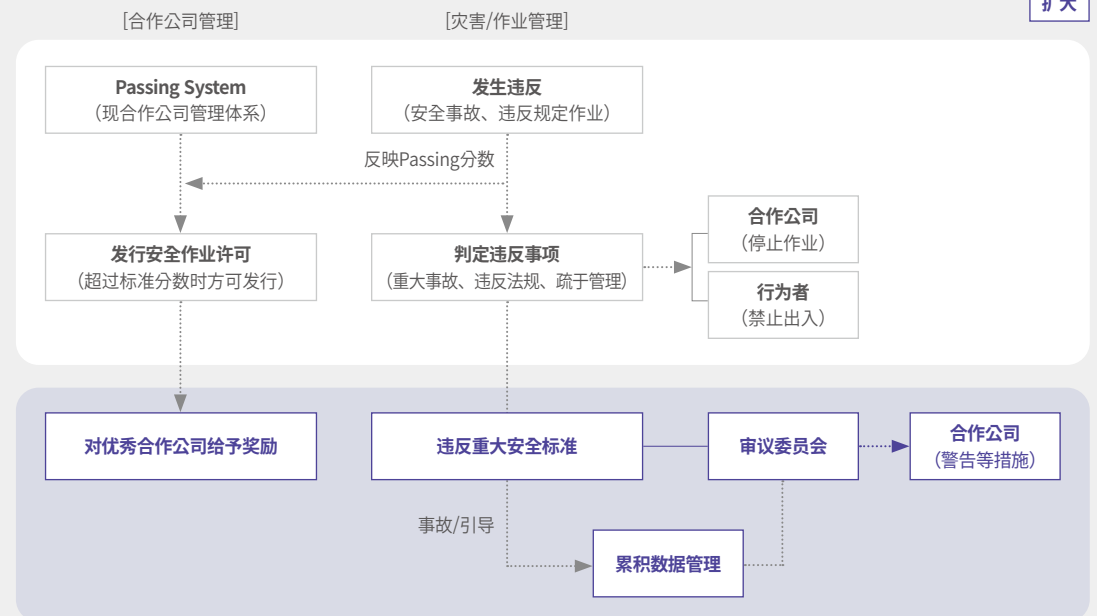 扩大
[合作公司管理]
[灾害/作业管理]
Passing System
（现合作公司管理体系）
发生违反
（安全事故、违反规定作业）
反映Passing分数
发行安全作业许可
（超过标准分数时方可发行）
判定违反事项
（重大事故、违反法规、疏于管理）
合作公司
（停止作业）
行为者
（禁止出入）
对优秀合作公司给予奖励
违反重大安全标准
审议委员会
合作公司
（警告等措施）
事故/引导
累积数据管理